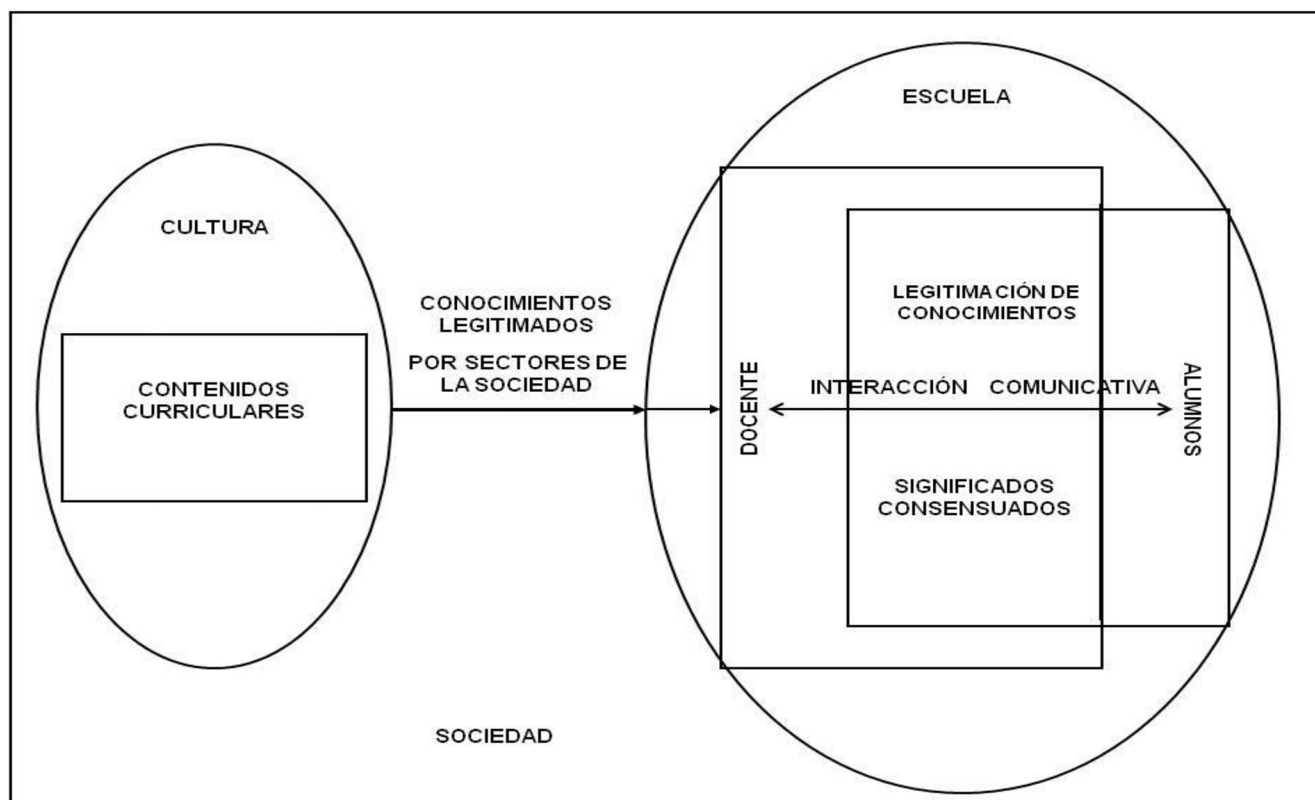 ESCUELA
CULTURA
CONTENIDOS
CURRICULARES
CONOCIMIENTOS
LEGITIMADOS
POR SECTORES DE
LA SOCIEDAD
DOCENTE
LEGITIMACIÓN DE
CONOCIMIENTOS
INTERACCIÓN COMUNICATIVA
SIGNIFICADOS
CONSENSUADOS
ALUMNOS
SOCIEDAD